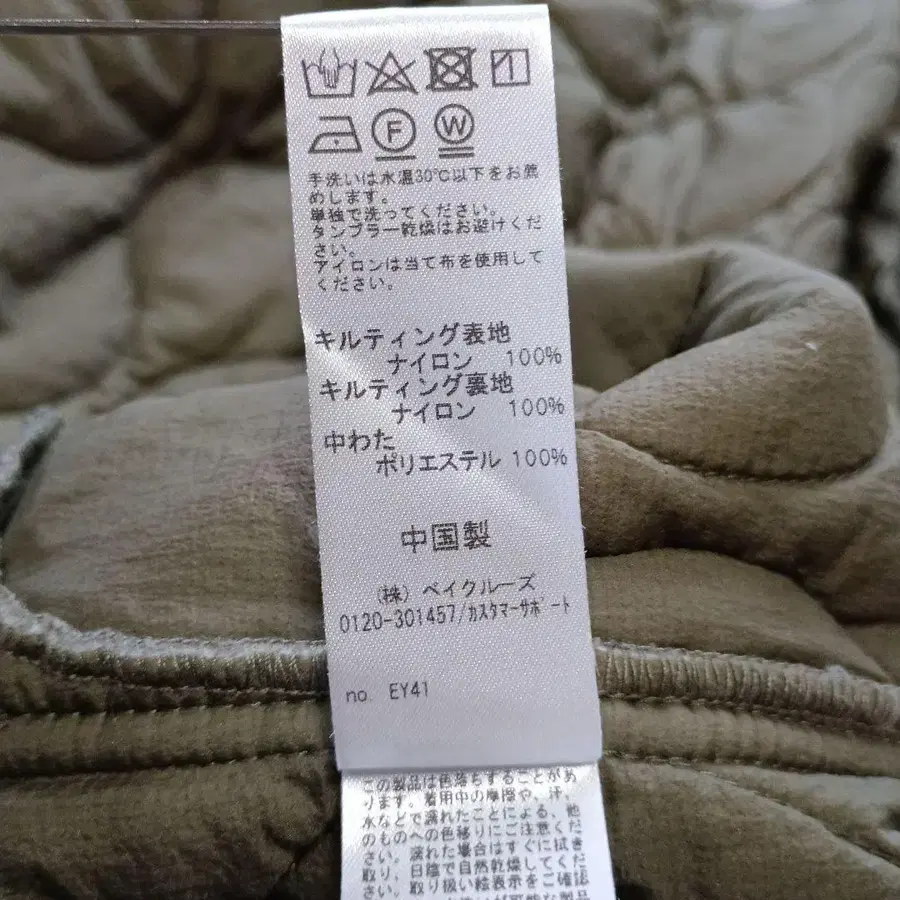 F W
手洗いは水温30℃以下をお薦
めします。
単独で洗ってください。
タンブラー乾燥はお避けくだ
さい。
アイロンは当て布を使用して
ください。
キルティング表地
ナイロン 100%
キルティング裏地
ナイロン 100%
中わた
ポリエステル 100%
中国製
(株) ベイクルーズ
0120-301457/カスタマーサポート
no. EY41
この製品は色落ちすることがあ
ります。着用中の摩擦や、汗、
水などで濡れたことによる、他
のものへの色移りにご注意くだ
さい。濡れた場合はすぐに拭き
取り、日陰で自然乾燥してくだ
さい。取り扱い絵表示をご確認